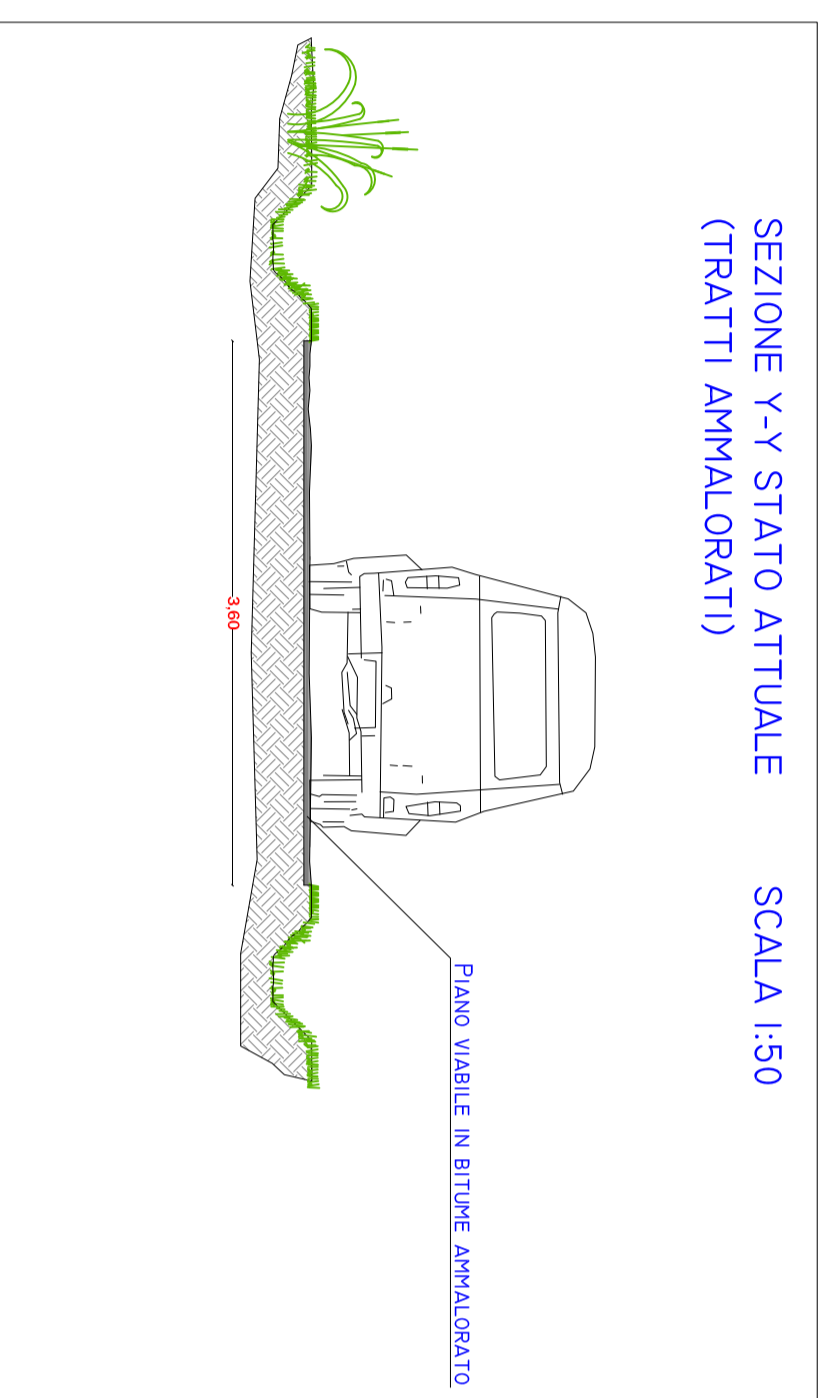 SEZIONE Y-Y STATO ATTUALE SCALA 1:50
(TRATTI AMMALORATI)
PIANO VIABILE IN BITUME AMMALORATO
3,60